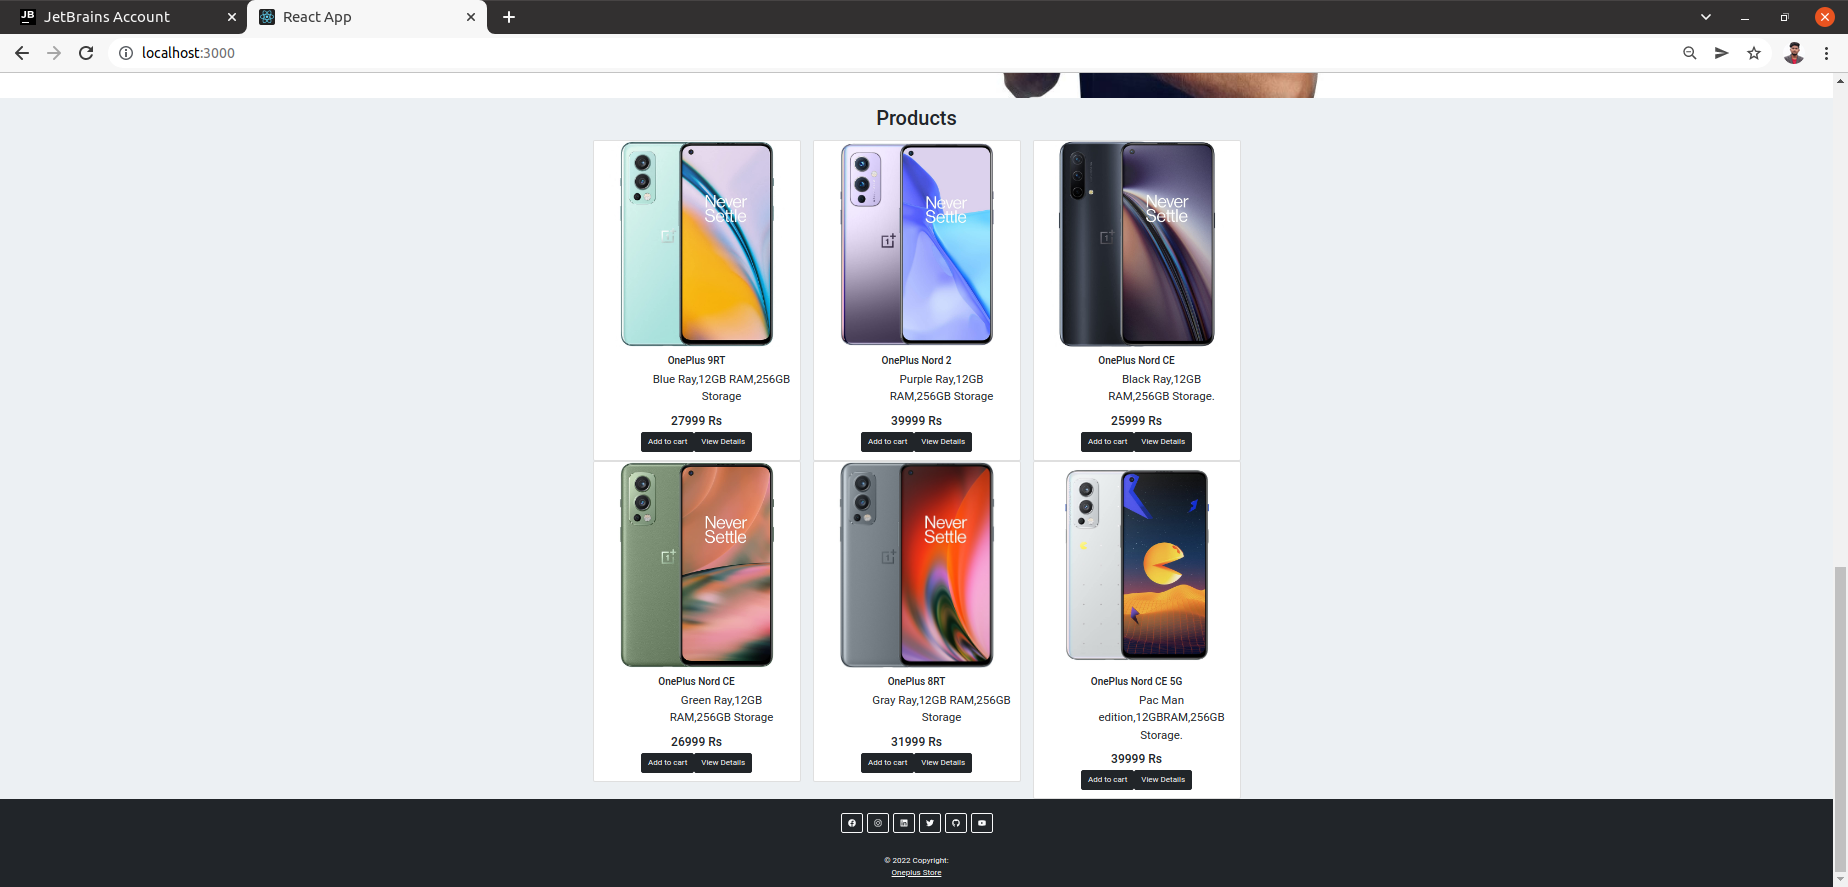 JB JetBrains Account
React App
localhost:3000
Products
Never
Settle
Never
Settle
Never
Settle
OnePlus 9RT
Blue Ray,12GB RAM,256GB
Storage
27999 Rs
Add to cart View Details
OnePlus Nord 2
Purple Ray,12GB
RAM,256GB Storage
39999 Rs
Add to cart View Details
OnePlus Nord CE
Black Ray,12GB
RAM,256GB Storage.
25999 Rs
Add to cart View Details
Never
Settle
Never
Settle
OnePlus Nord CE
Green Ray,12GB
RAM,256GB Storage
26999 Rs
Add to cart View Details
OnePlus 8RT
Gray Ray,12GB RAM,256GB
Storage
31999 Rs
Add to cart View Details
OnePlus Nord CE 5G
Pac Man
edition,12GBRAM,256GB
Storage.
39999 Rs
Add to cart View Details
© 2022 Copyright:
Oneplus Store